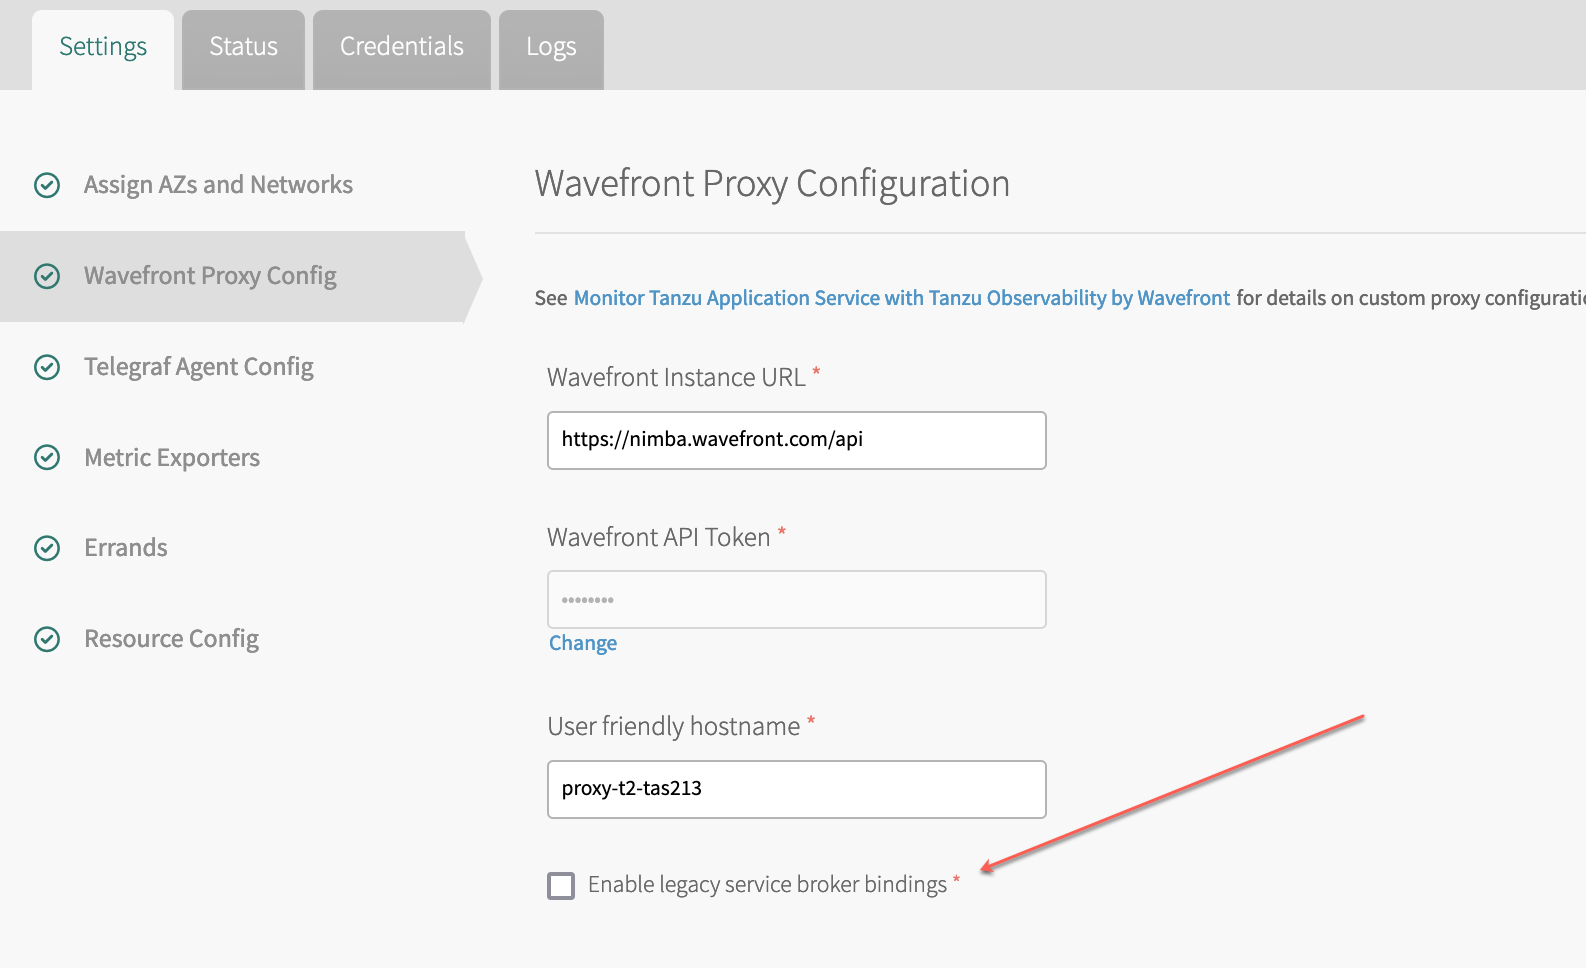 Settings
Status
Credentials
Logs
Assign AZs and Networks
Wavefront Proxy Config
Telegraf Agent Config
Metric Exporters
Errands
Resource Config
Wavefront Proxy Configuration
See Monitor Tanzu Application Service with Tanzu Observability by Wavefront for details on custom proxy
Wavefront Instance URL *
https://nimba.wavefront.com/api
Wavefront API Token *
••••••••
Change
User friendly hostname *
proxy-t2-tas213
Enable legacy service broker bindings *